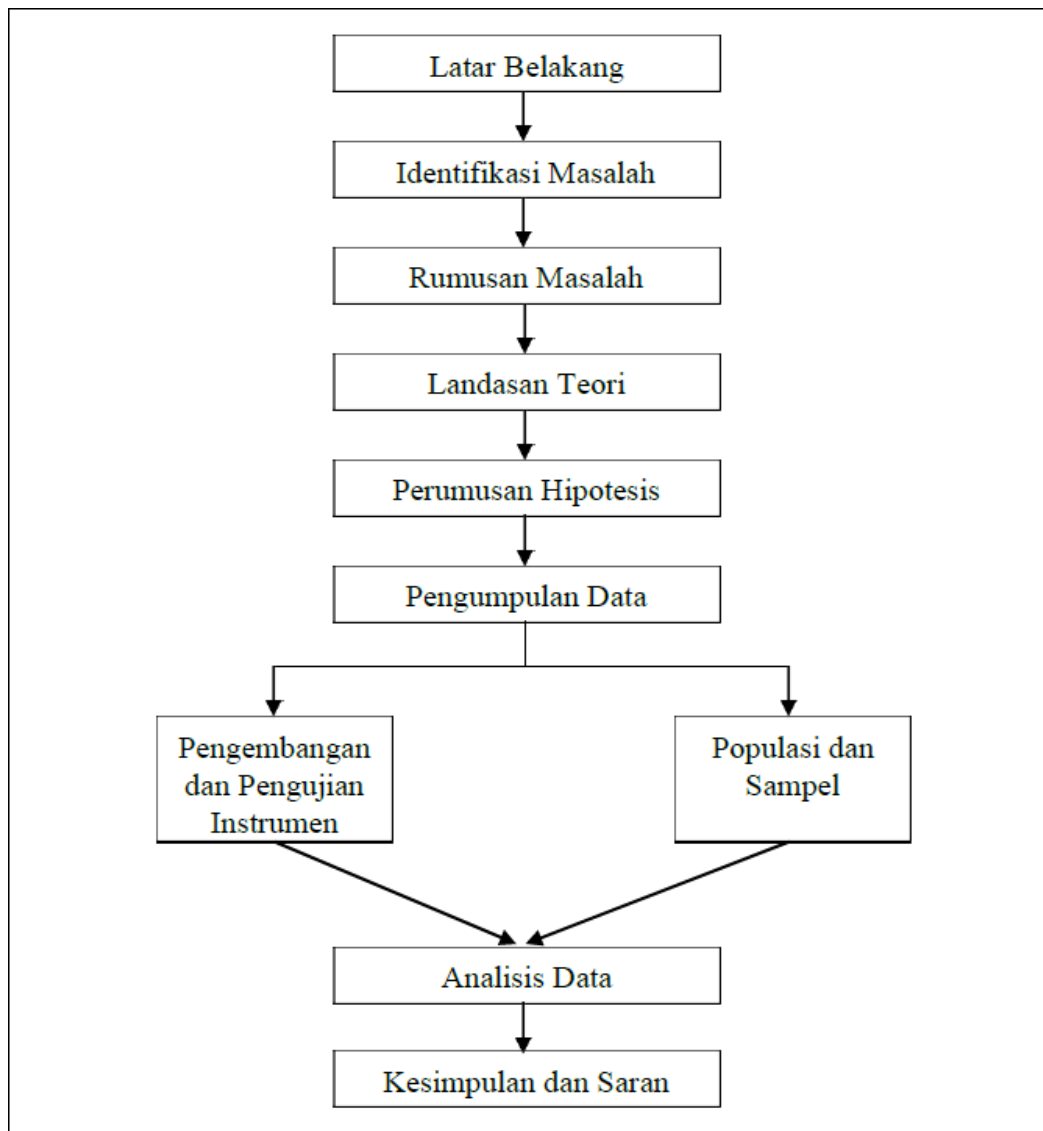 Latar Belakang
Identifikasi Masalah
Rumusan Masalah
Landasan Teori
Perumusan Hipotesis
Pengumpulan Data
Pengembangan
dan Pengujian
Instrumen
Populasi dan
Sampel
Analisis Data
Kesimpulan dan Saran